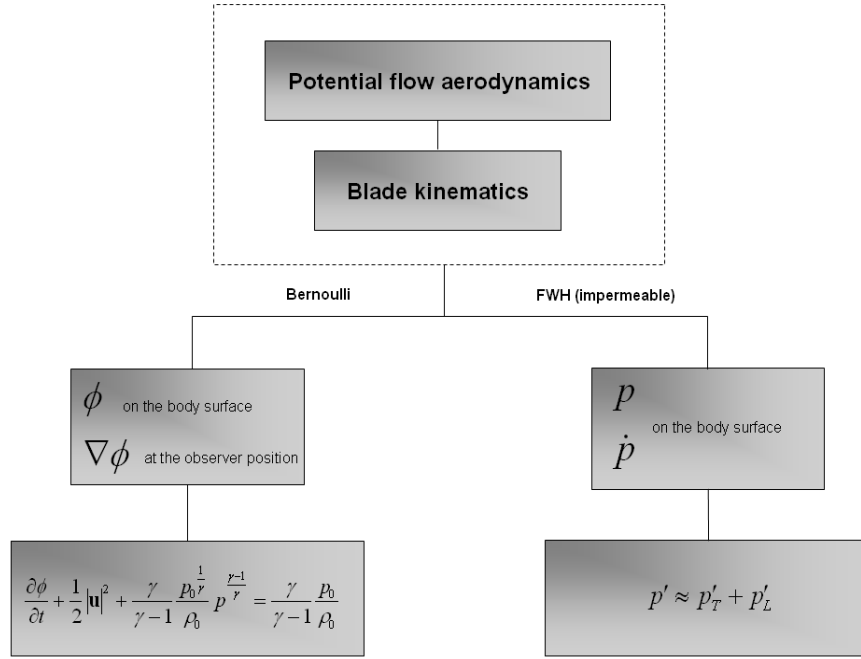 Potential flow aerodynamics
Blade kinematics
Bernoulli
FWH (impermeable)
ϕ on the body surface
∇ϕ at the observer position
p
ṗ
on the body surface
∂ϕ/∂t + 1/2 |𝐮|² + γ/(γ−1) p₀^(1/γ)/ρ₀ p^((γ−1)/γ) = γ/(γ−1) p₀/ρ₀
p′ ≈ p′_T + p′_L